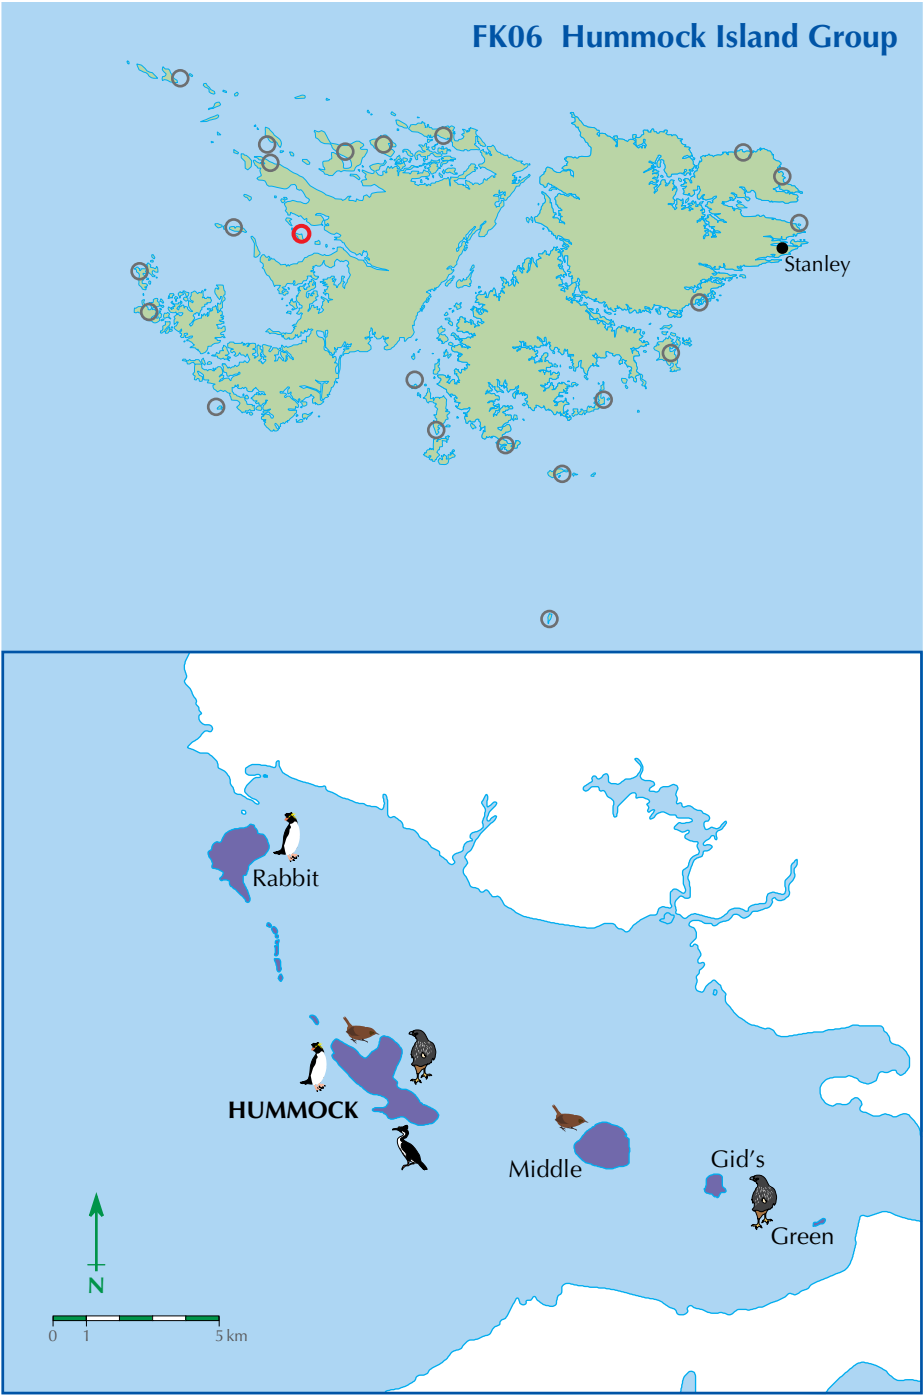 FK06 Hummock Island Group
Stanley
Rabbit
HUMMOCK
Middle
Gid's
Green
N
0 1 5 km